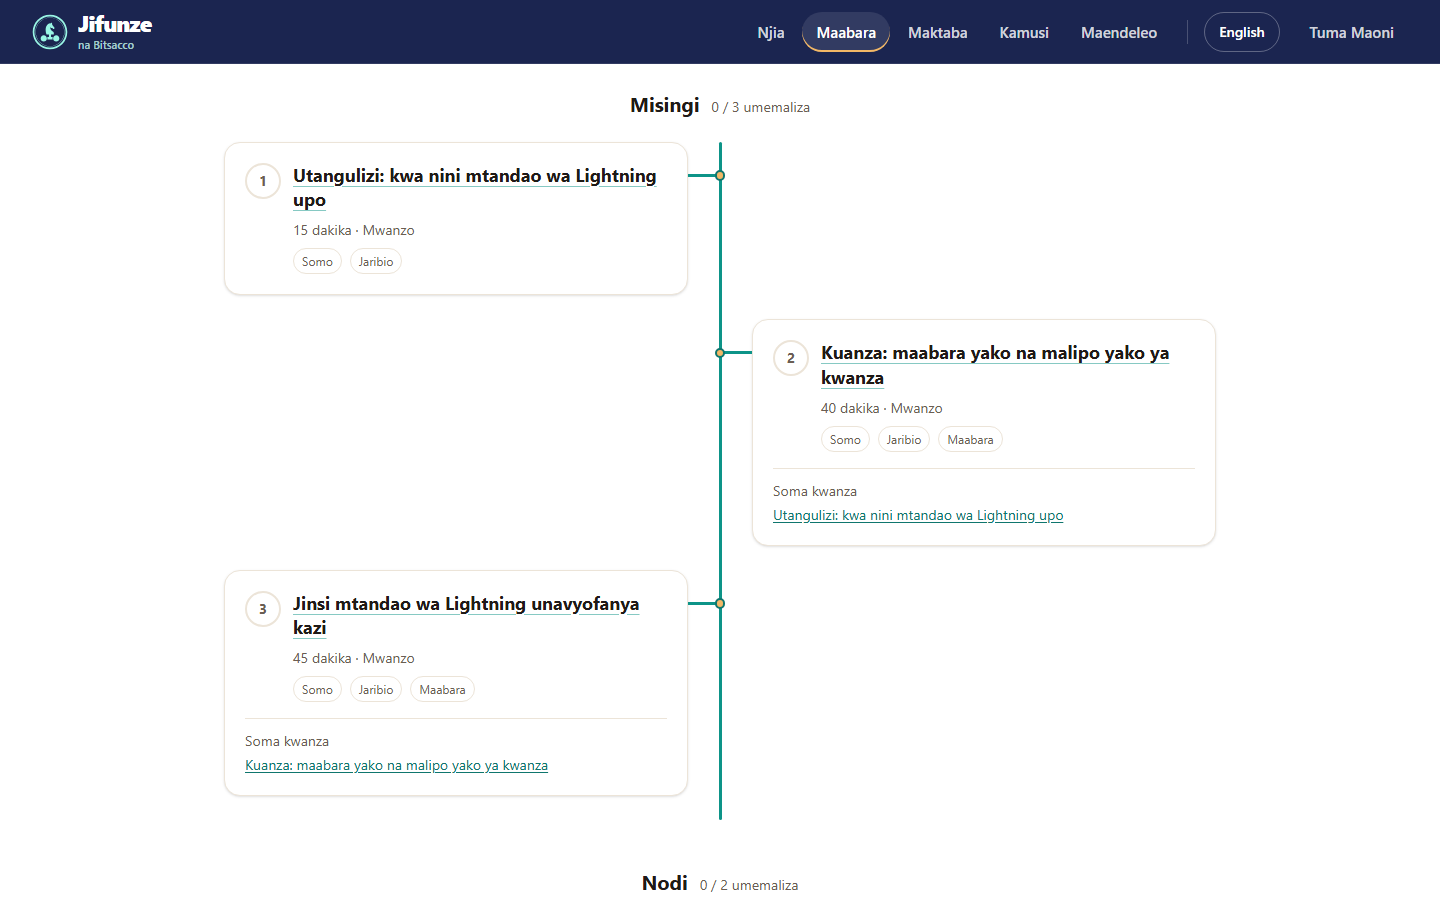 Jifunze
na Bitsacco
Njia
Maabara
Maktaba
Kamusi
Maendeleo
English
Tuma Maoni
Misingi 0 / 3 umemaliza
1
Utangulizi: kwa nini mtandao wa Lightning
upo
15 dakika · Mwanzo
Somo
Jaribio
2
Kuanza: maabara yako na malipo yako ya
kwanza
40 dakika · Mwanzo
Somo
Jaribio
Maabara
Soma kwanza
Utangulizi: kwa nini mtandao wa Lightning upo
3
Jinsi mtandao wa Lightning unavyofanya
kazi
45 dakika · Mwanzo
Somo
Jaribio
Maabara
Soma kwanza
Kuanza: maabara yako na malipo yako ya kwanza
Nodi 0 / 2 umemaliza